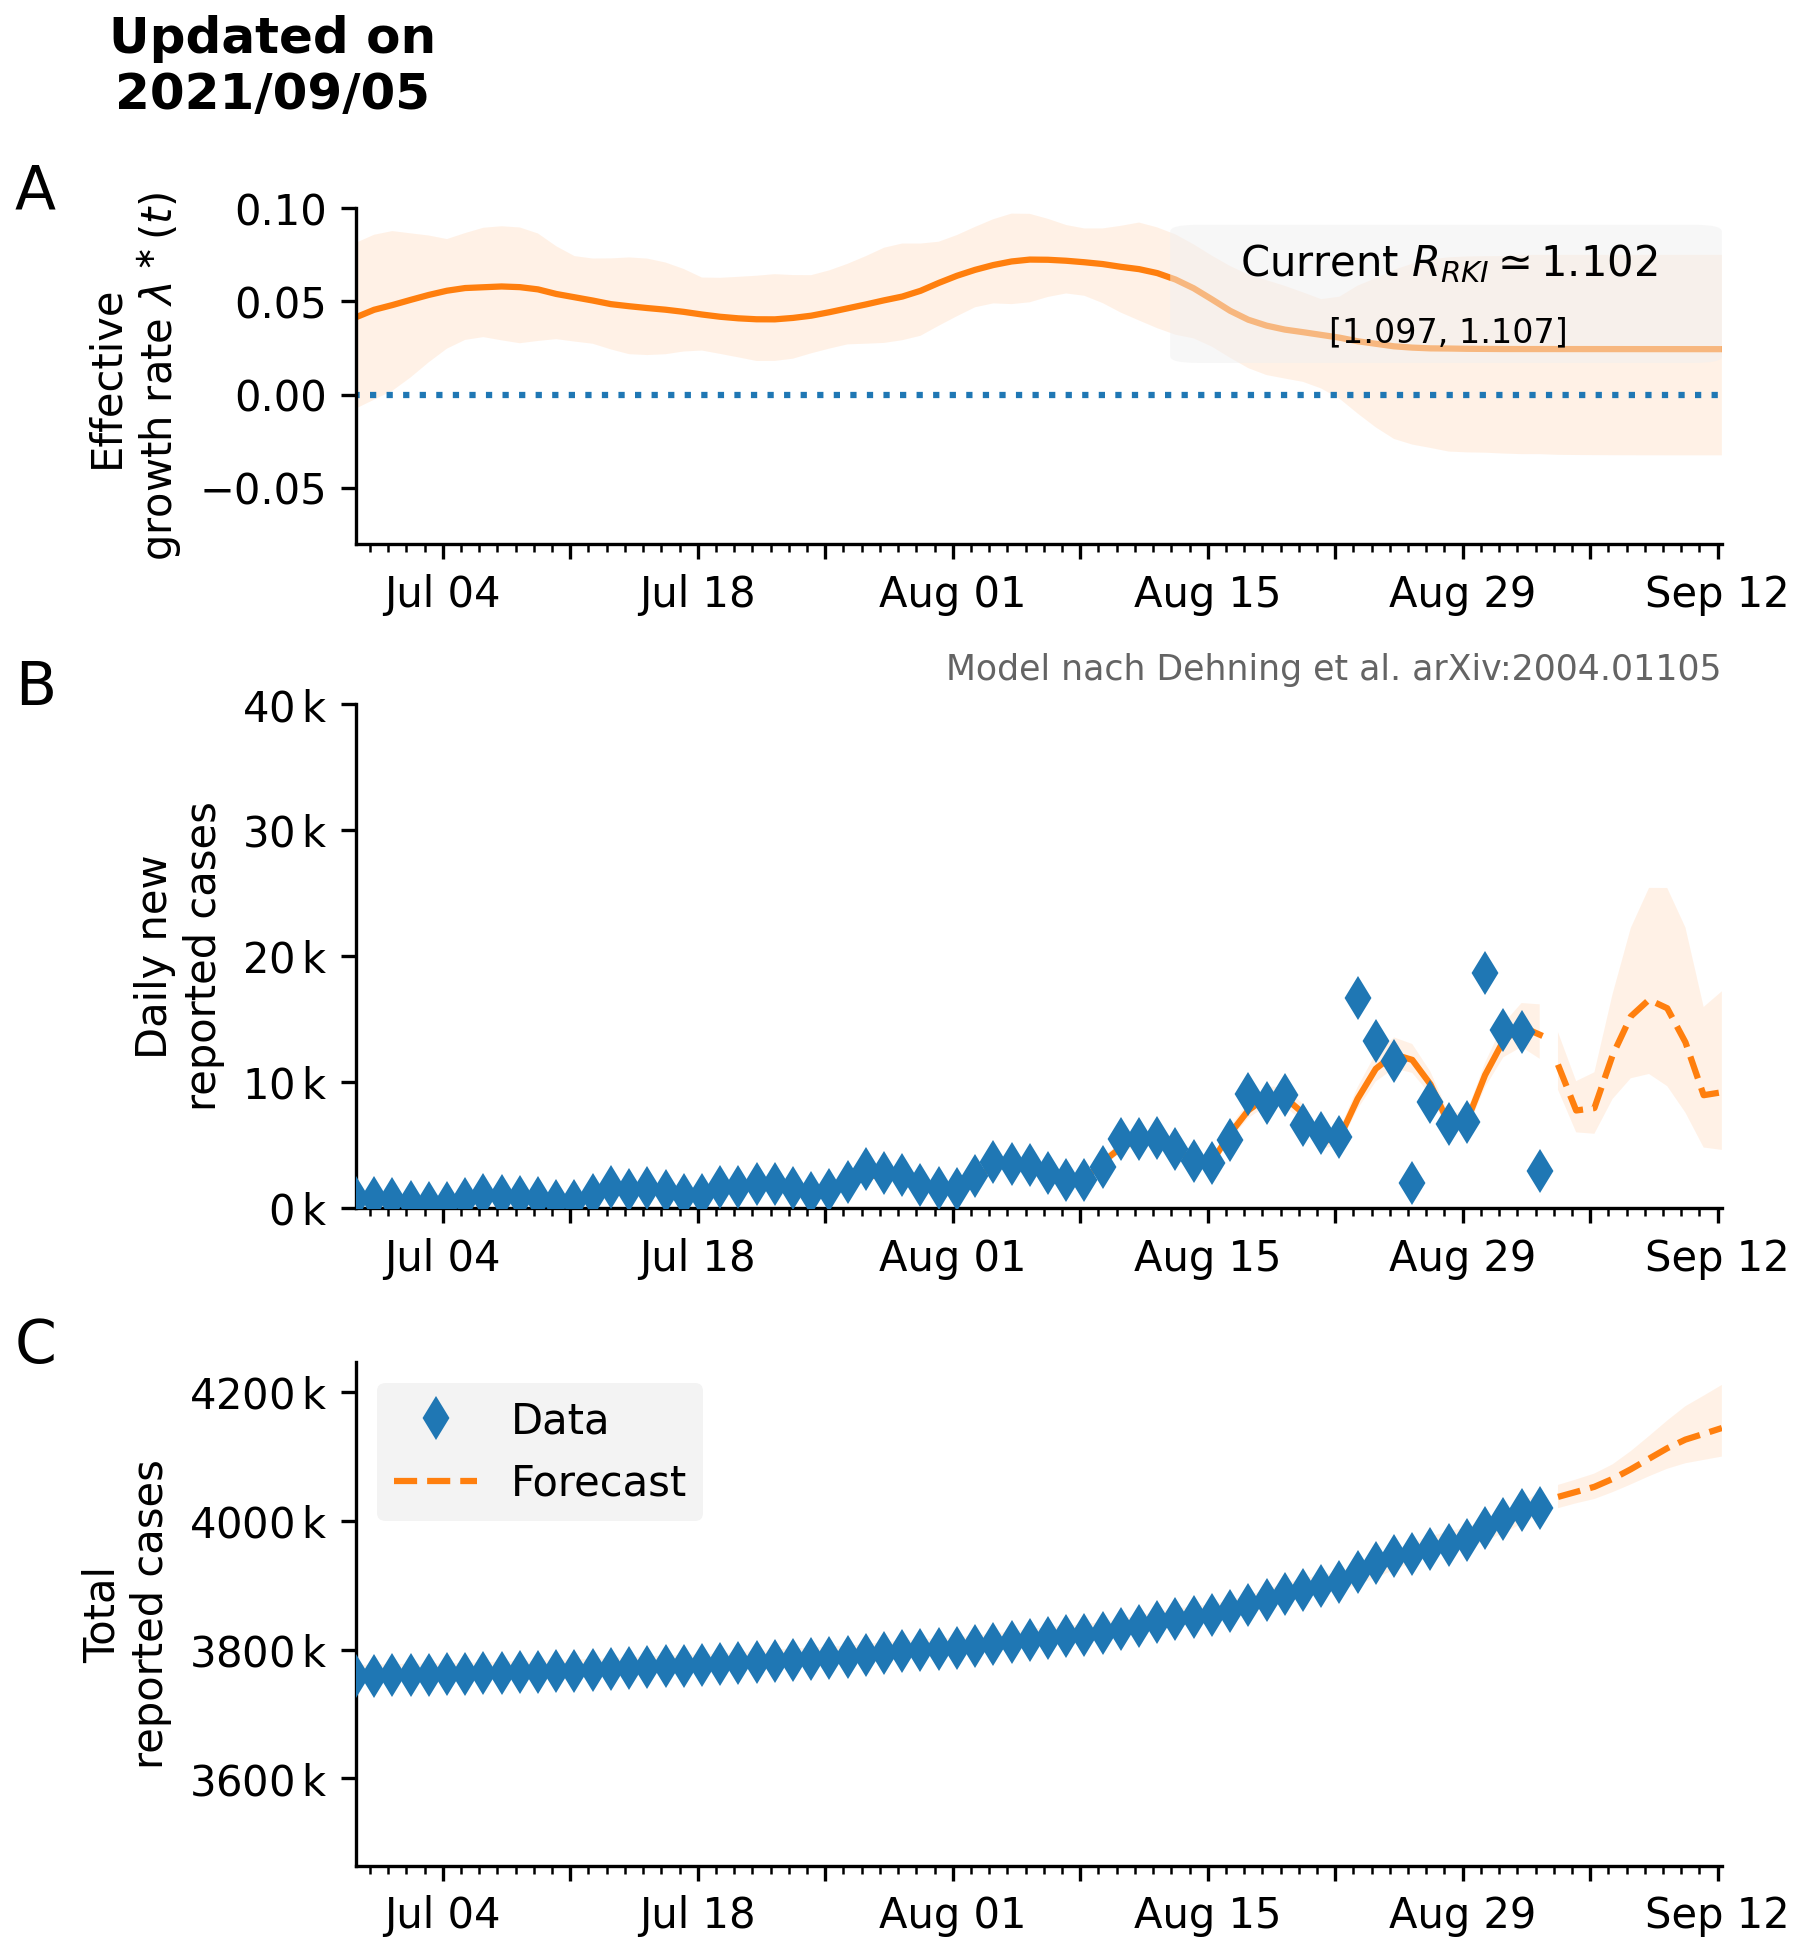 Updated on
2021/09/05
A
Effective
growth rate λ * (t)
0.10
0.05
0.00
−0.05
Current R_RKI ≃ 1.102
[1.097, 1.107]
Jul 04 Jul 18 Aug 01 Aug 15 Aug 29 Sep 12
Model nach Dehning et al. arXiv:2004.01105
B
Daily new
reported cases
40 k
30 k
20 k
10 k
0 k
Jul 04 Jul 18 Aug 01 Aug 15 Aug 29 Sep 12
C
Total
reported cases
4200 k
4000 k
3800 k
3600 k
Data
Forecast
Jul 04 Jul 18 Aug 01 Aug 15 Aug 29 Sep 12